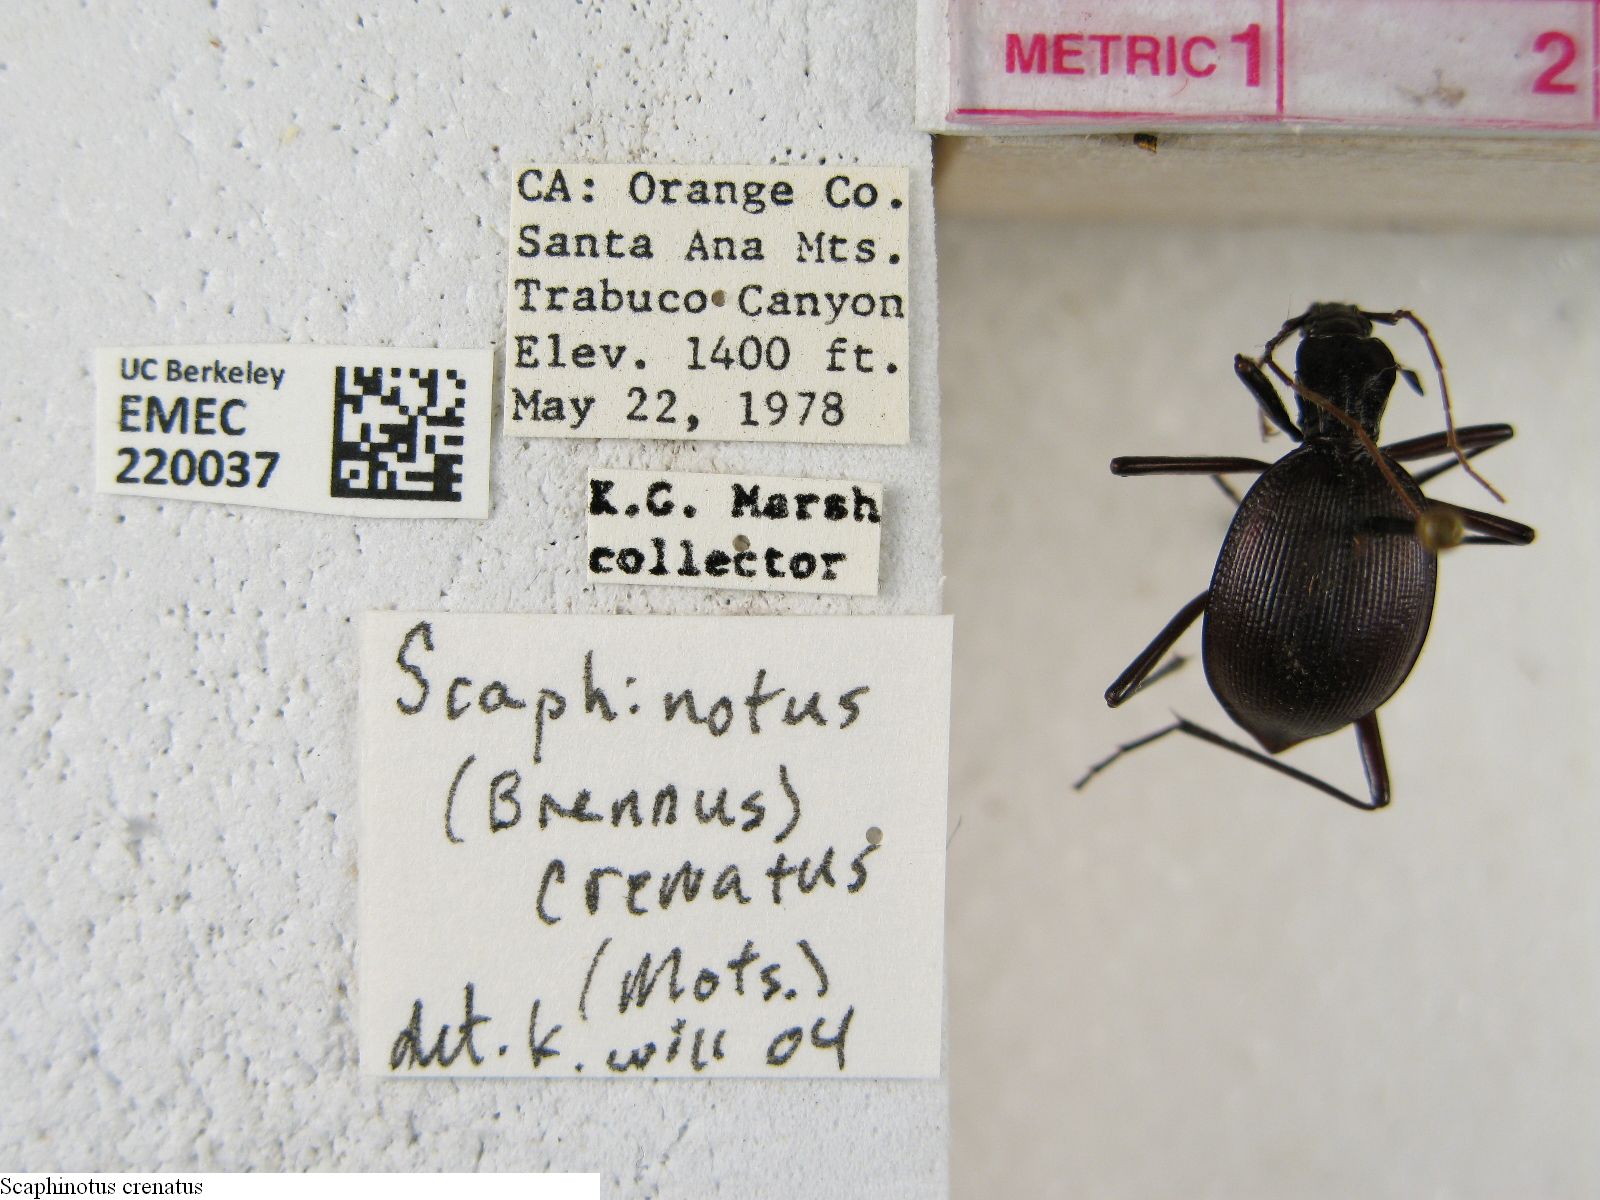 METRIC 1 2
CA: Orange Co.
Santa Ana Mts.
Trabuco Canyon
Elev. 1400 ft.
May 22, 1978
UC Berkeley
EMEC
220037
K.G. Marsh
collector
Scaphinotus
(Brennus)
crenatus
(Mots.)
det. K. Will 04
Scaphinotus crenatus